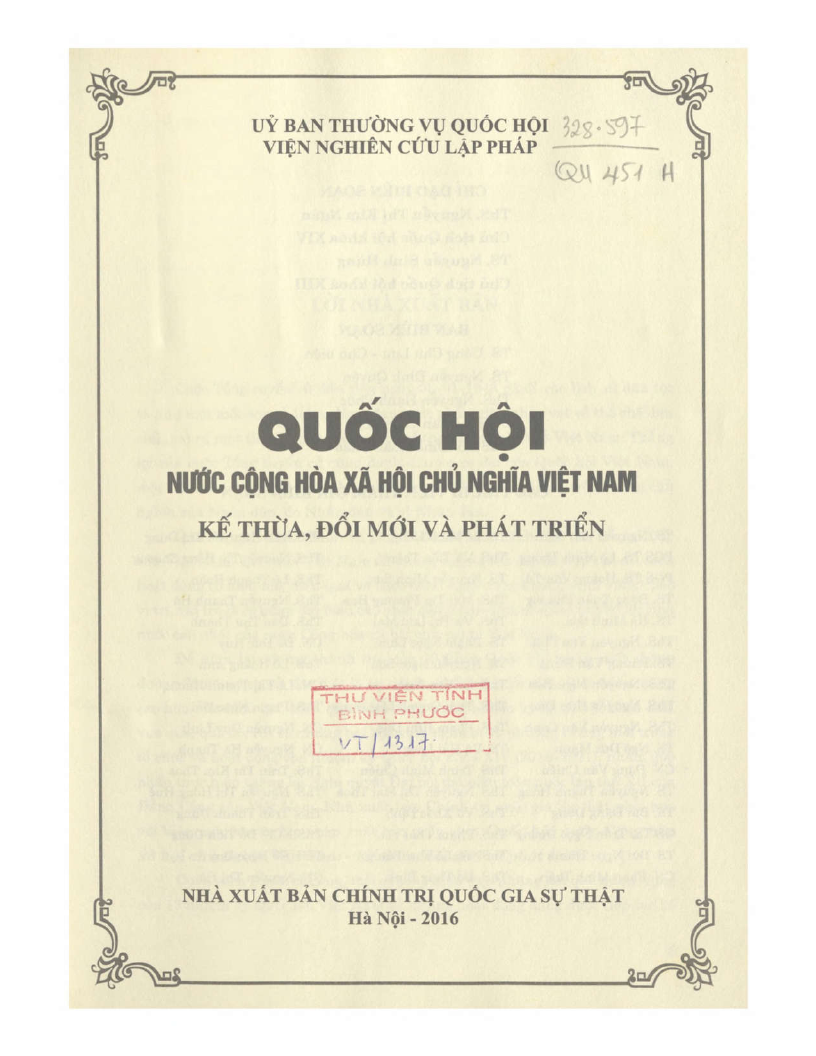 UỶ BAN THƯỜNG VỤ QUỐC HỘI
VIỆN NGHIÊN CỨU LẬP PHÁP
328.597
QU 451 H
QUỐC HỘI
NƯỚC CỘNG HÒA XÃ HỘI CHỦ NGHĨA VIỆT NAM
KẾ THỪA, ĐỔI MỚI VÀ PHÁT TRIỂN
THƯ VIỆN TỈNH
BÌNH PHƯỚC
VT/1317
NHÀ XUẤT BẢN CHÍNH TRỊ QUỐC GIA SỰ THẬT
Hà Nội - 2016